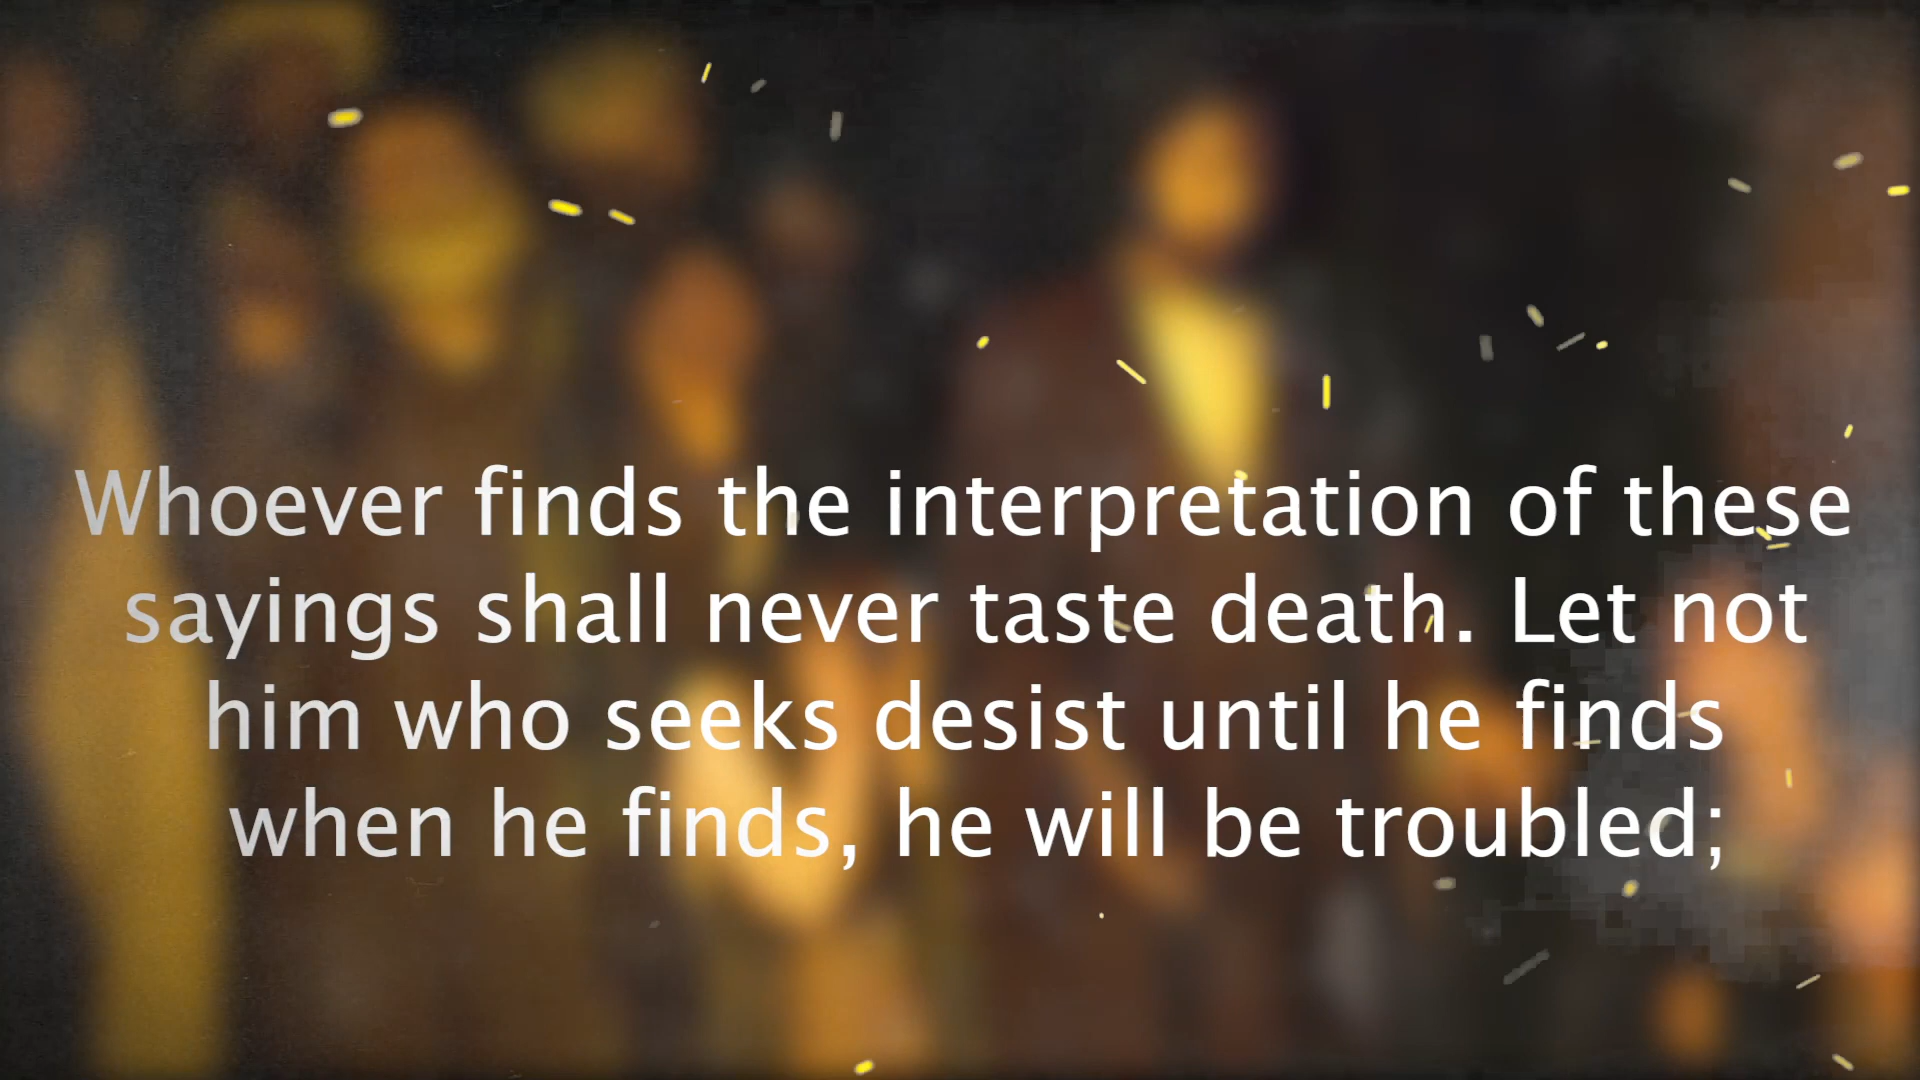 Whoever finds the interpretation of these
sayings shall never taste death. Let not
him who seeks desist until he finds
when he finds, he will be troubled;